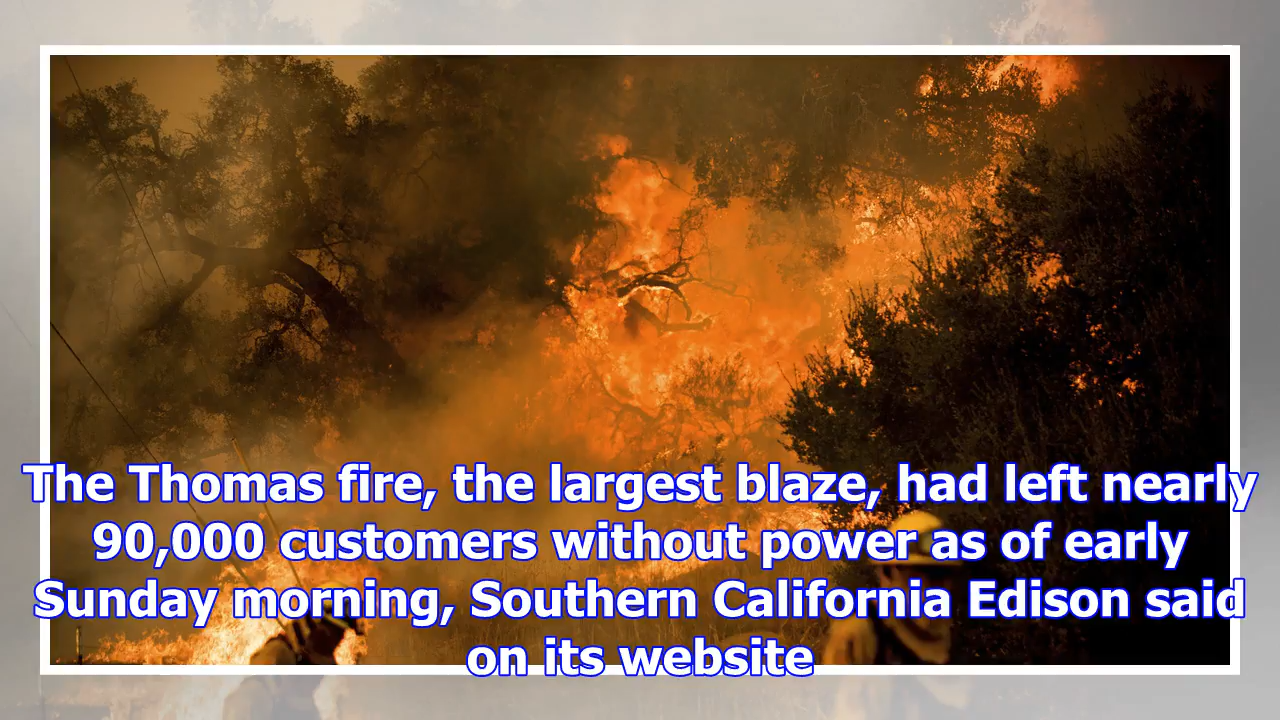 The Thomas fire, the largest blaze, had left nearly
90,000 customers without power as of early
Sunday morning, Southern California Edison said
on its website